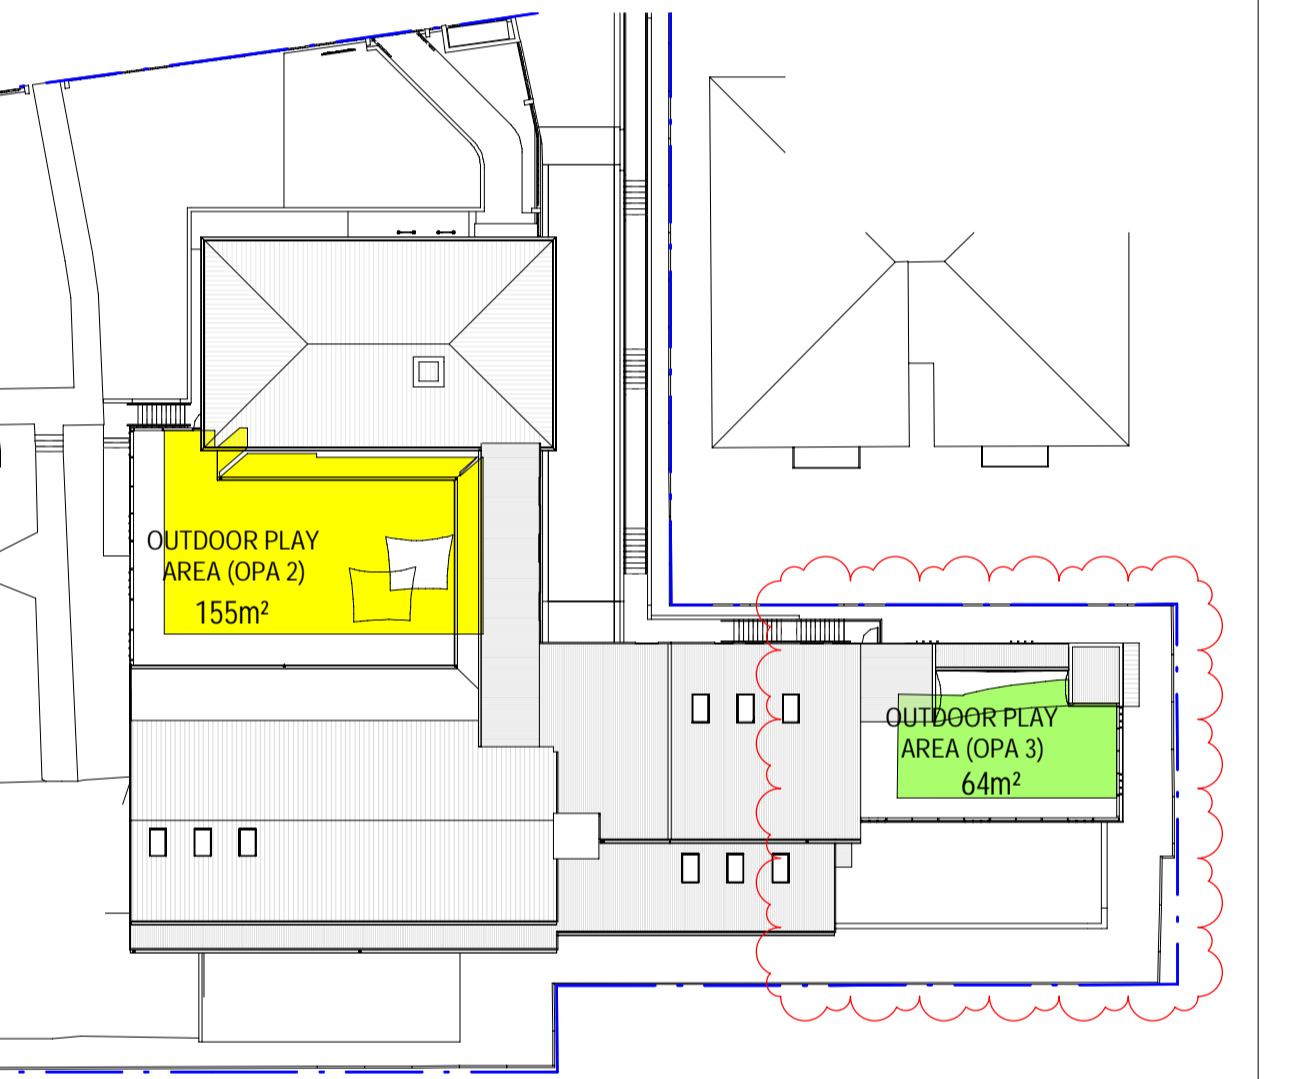 OUTDOOR PLAY
AREA (OPA 2)
155m²
OUTDOOR PLAY
AREA (OPA 3)
64m²